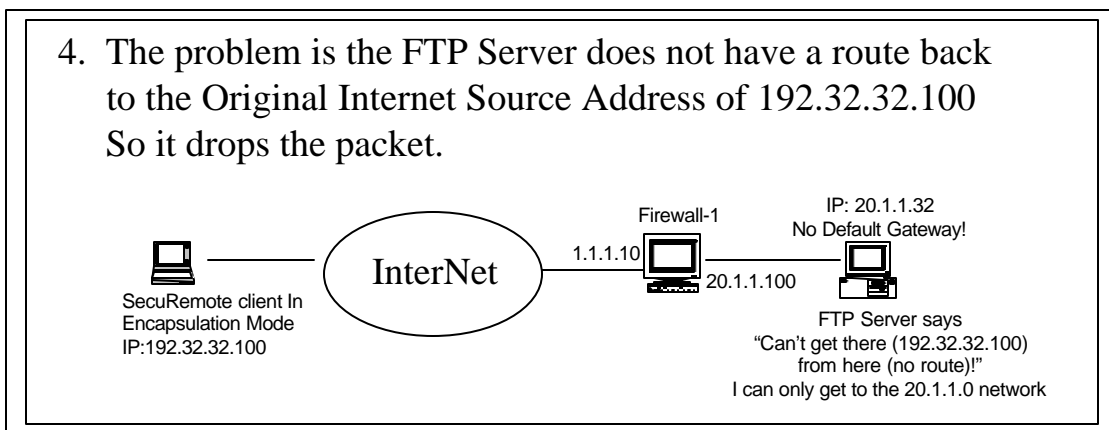 4. The problem is the FTP Server does not have a route back
to the Original Internet Source Address of 192.32.32.100
So it drops the packet.
SecuRemote client In
Encapsulation Mode
IP:192.32.32.100
InterNet
Firewall-1
1.1.1.10
20.1.1.100
IP: 20.1.1.32
No Default Gateway!
FTP Server says
“Can’t get there (192.32.32.100)
from here (no route)!”
I can only get to the 20.1.1.0 network